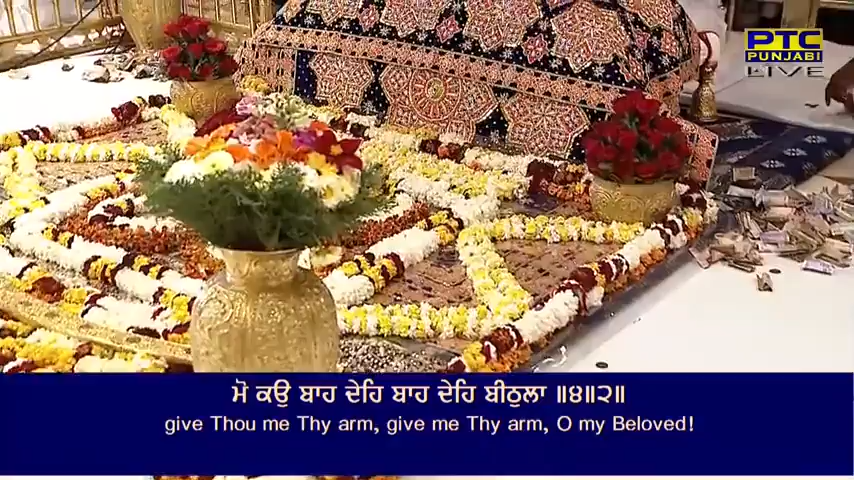 PTC
PUNJABI
LIVE
ਮੋ ਕਉ ਬਾਹ ਦੇਹਿ ਬਾਹ ਦੇਹਿ ਬੀਠੁਲਾ ॥੪॥੨॥
give Thou me Thy arm, give me Thy arm, O my Beloved!